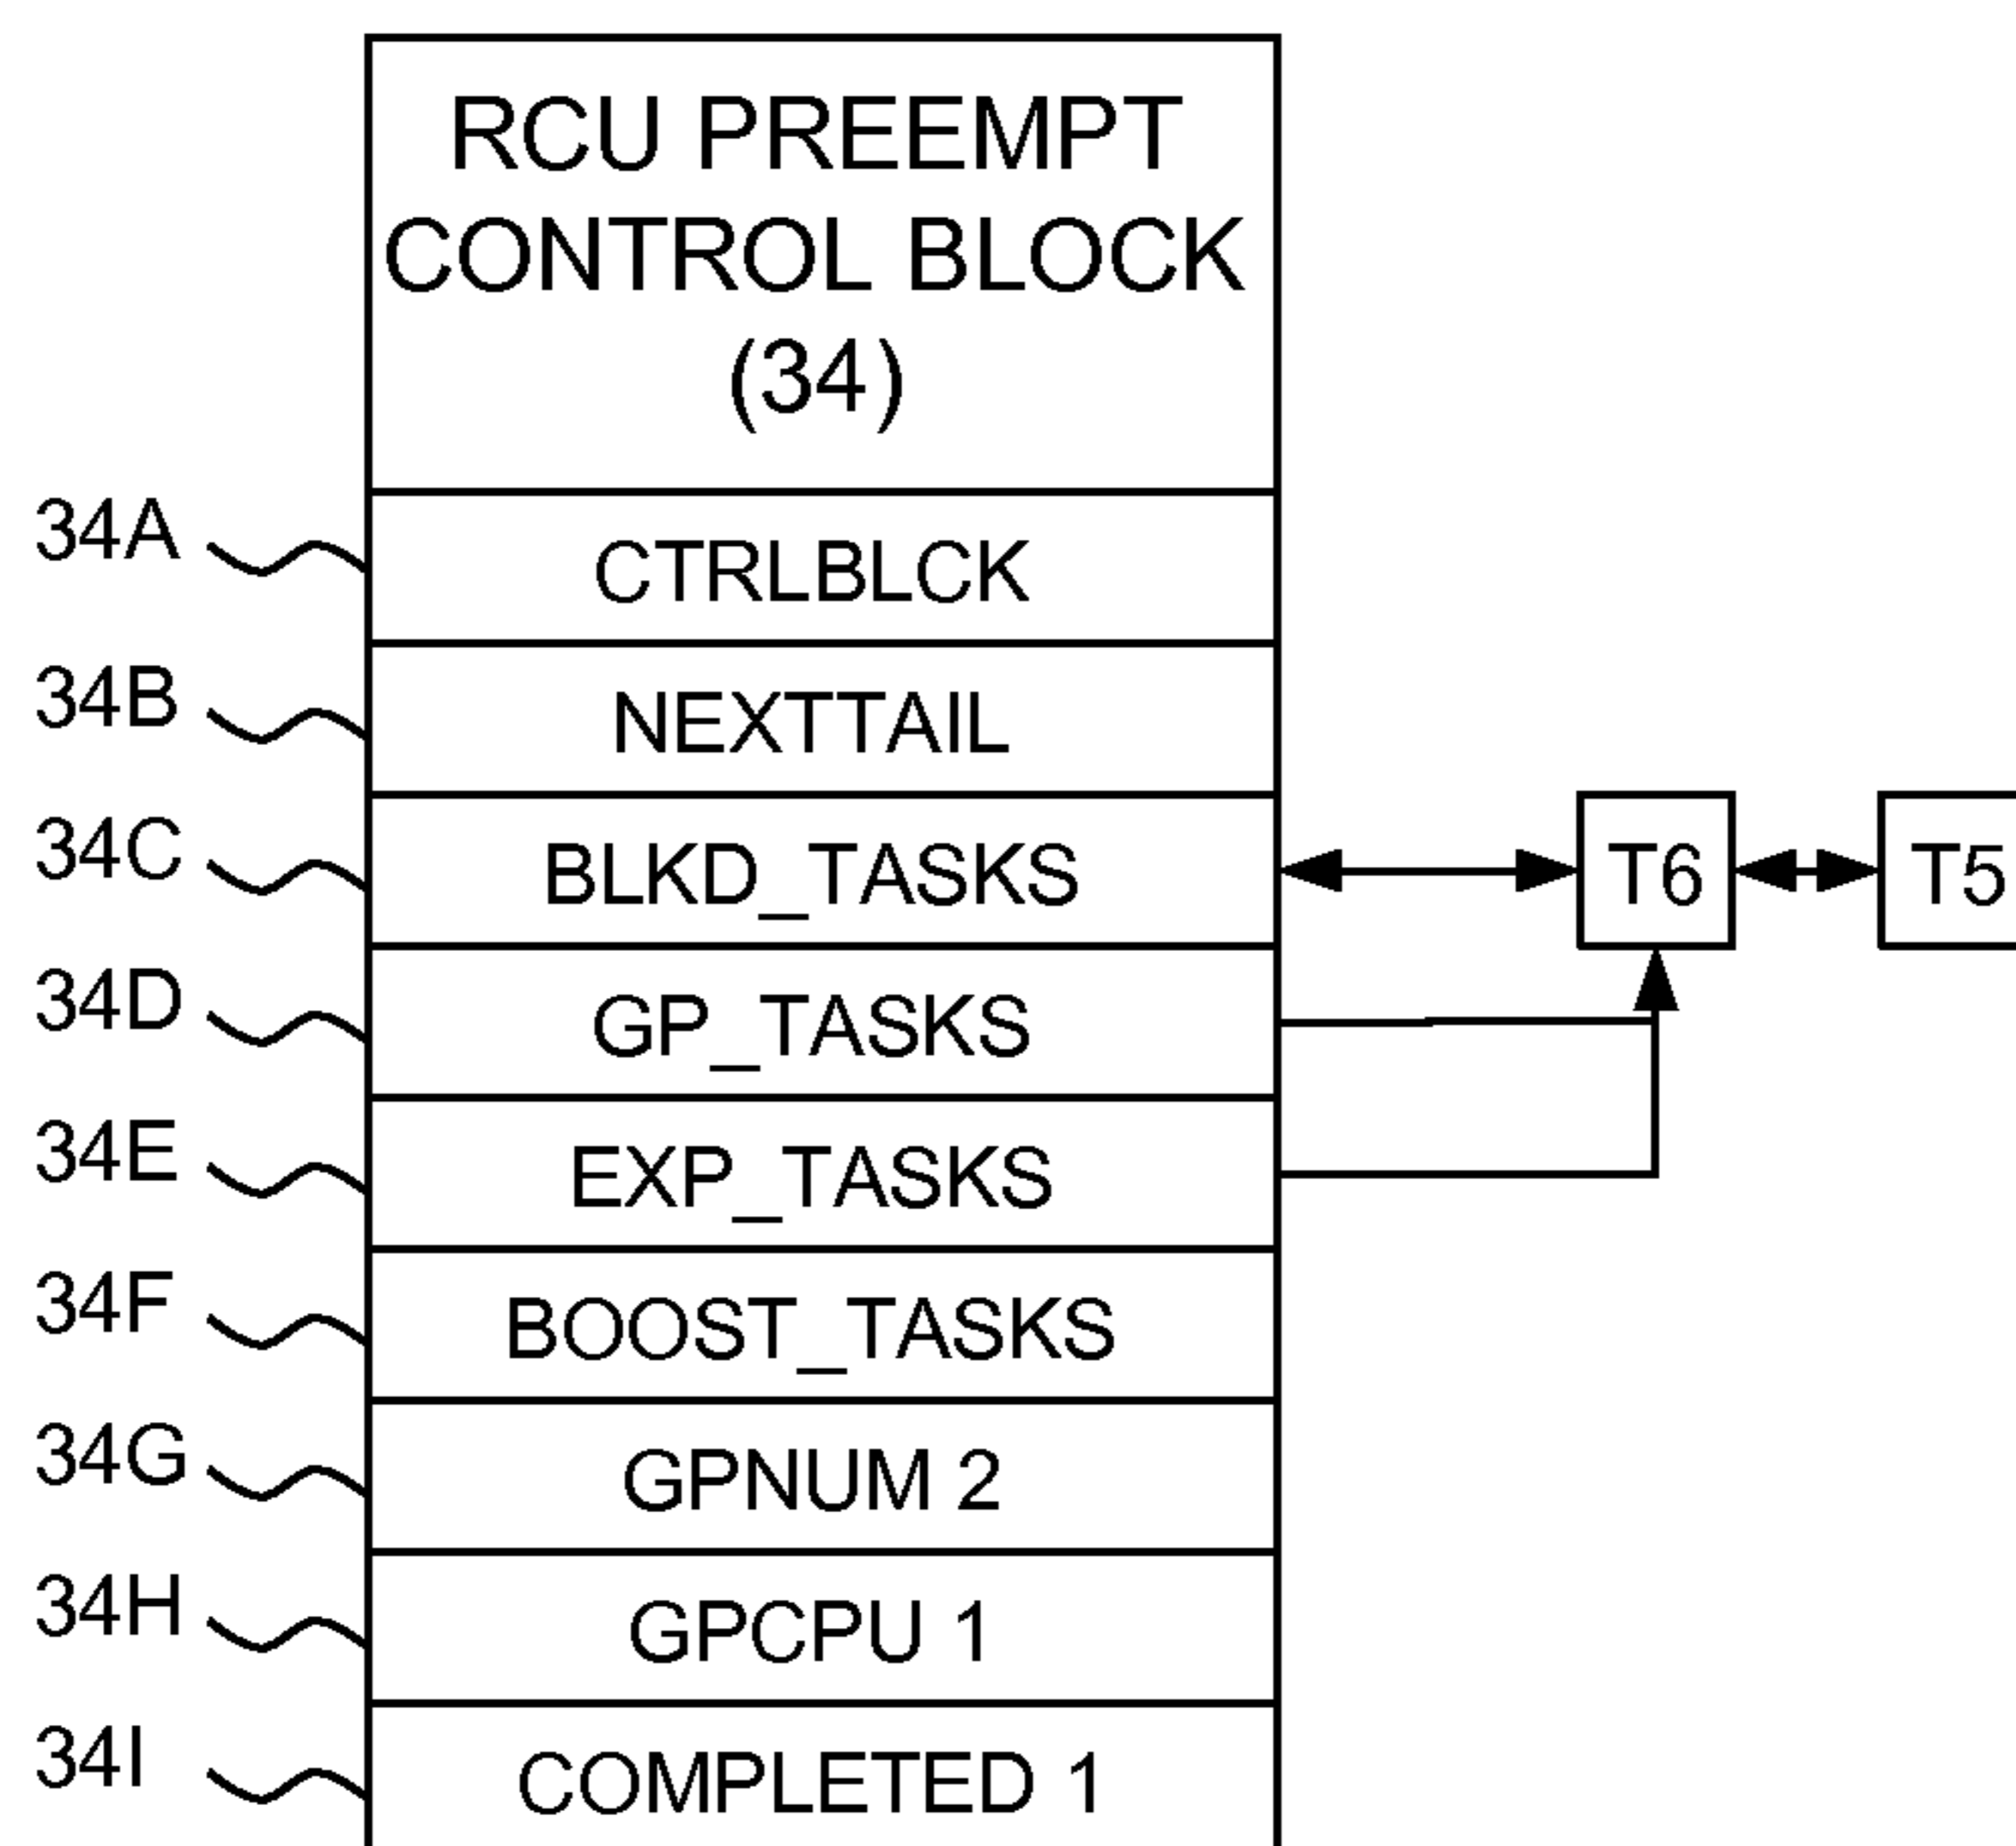 RCU PREEMPT
CONTROL BLOCK
(34)
34A CTRLBLCK
34B NEXTTAIL
34C BLKD_TASKS T6 T5
34D GP_TASKS
34E EXP_TASKS
34F BOOST_TASKS
34G GPNUM 2
34H GPCPU 1
34I COMPLETED 1